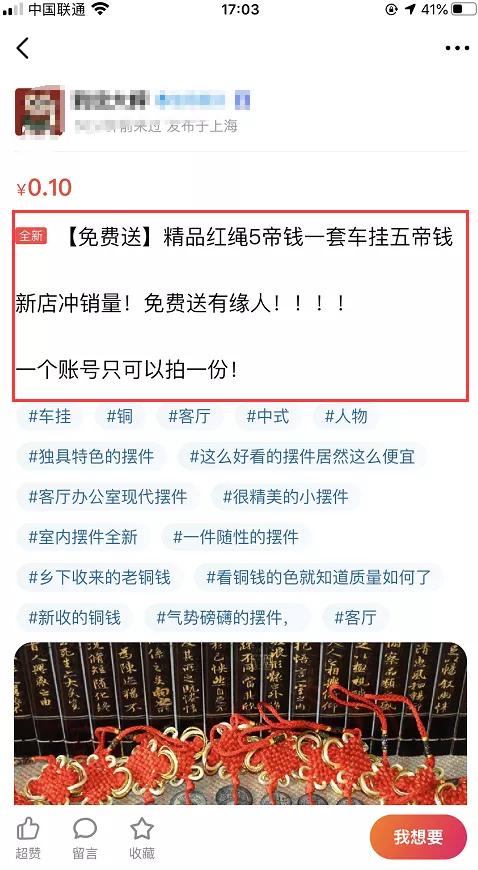 中国联通
17:03
41%
发布于上海
¥0.10
全新 【免费送】精品红绳5帝钱一套车挂五帝钱
新店冲销量！免费送有缘人！！！！
一个账号只可以拍一份！
#车挂 #铜 #客厅 #中式 #人物
#独具特色的摆件 #这么好看的摆件居然这么便宜
#客厅办公室现代摆件 #很精美的小摆件
#室内摆件全新 #一件随性的摆件
#乡下收来的老铜钱 #看铜钱的色就知道质量如何了
#新收的铜钱 #气势磅礴的摆件， #客厅
超赞 留言 收藏 我想要